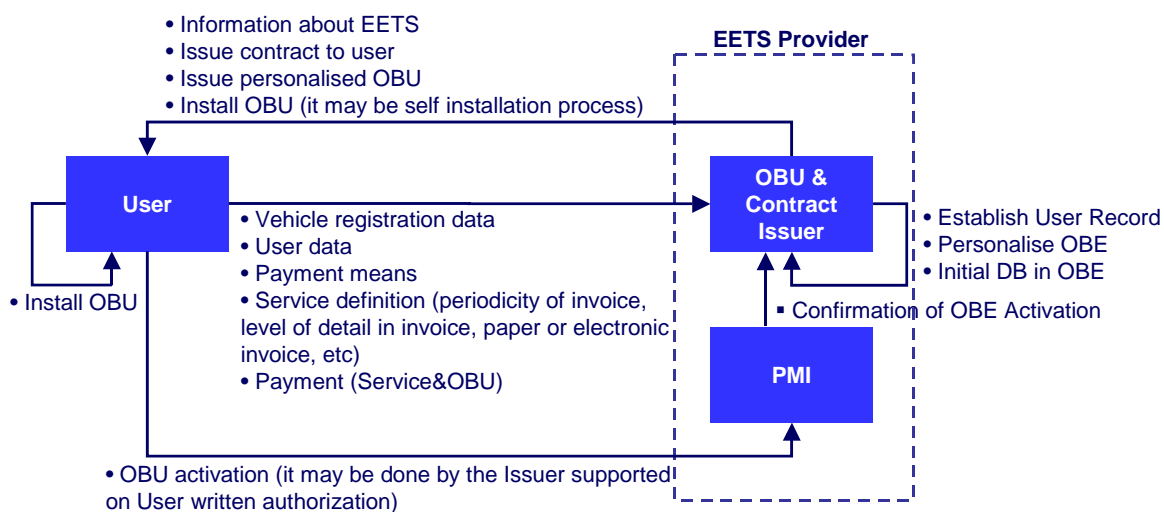 • Information about EETS
• Issue contract to user
• Issue personalised OBU
• Install OBU (it may be self installation process)
EETS Provider
User
OBU &
Contract
Issuer
• Vehicle registration data
• User data
• Payment means
• Service definition (periodicity of invoice,
level of detail in invoice, paper or electronic
invoice, etc)
• Payment (Service&OBU)
• Establish User Record
• Personalise OBE
• Initial DB in OBE
• Install OBU
▪ Confirmation of OBE Activation
PMI
• OBU activation (it may be done by the Issuer supported
on User written authorization)